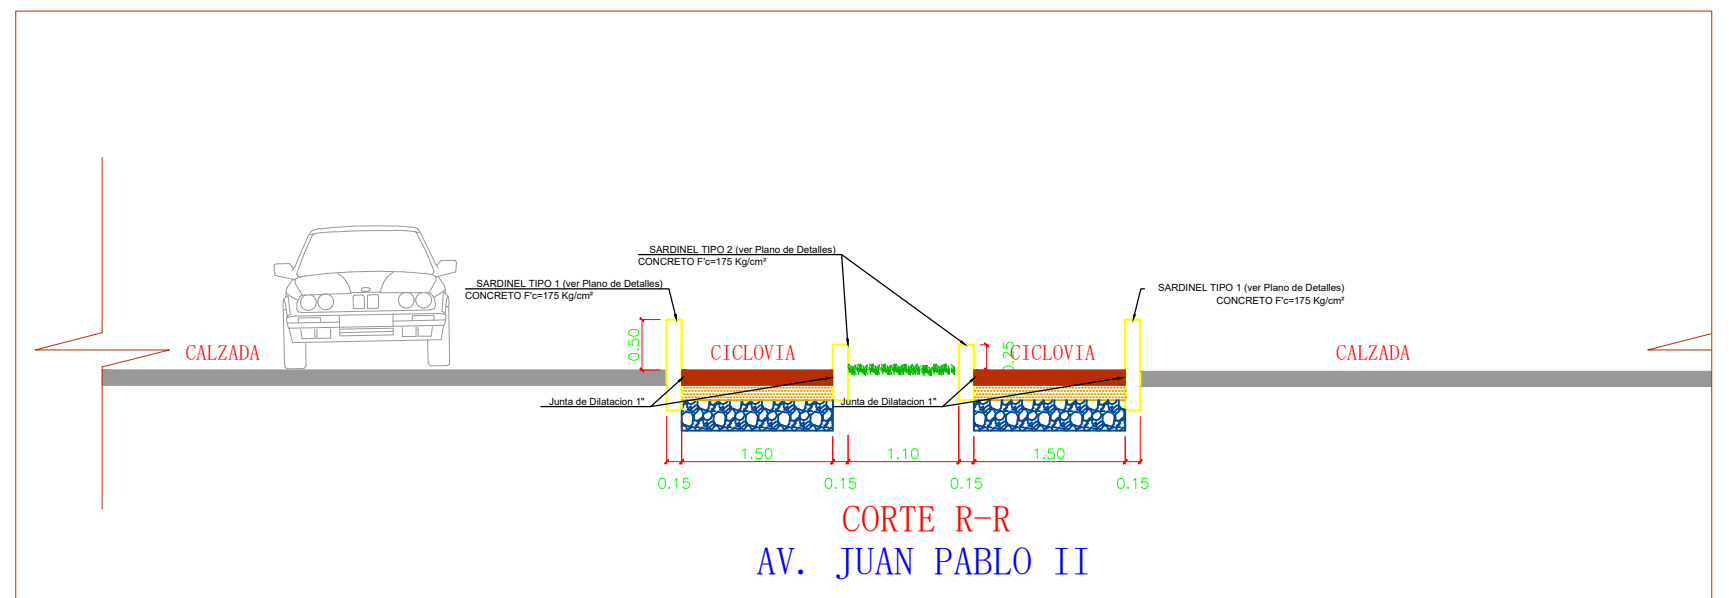 SARDINEL TIPO 2 (ver Plano de Detalles)
CONCRETO F'c=175 Kg/cm²
SARDINEL TIPO 1 (ver Plano de Detalles)
CONCRETO F'c=175 Kg/cm²
SARDINEL TIPO 1 (ver Plano de Detalles)
CONCRETO F'c=175 Kg/cm²
0.50
0.25
CALZADA
CICLOVIA
CICLOVIA
CALZADA
Junta de Dilatacion 1"
Junta de Dilatacion 1"
1.50
1.10
1.50
0.15
0.15
0.15
0.15
CORTE R-R
AV. JUAN PABLO II